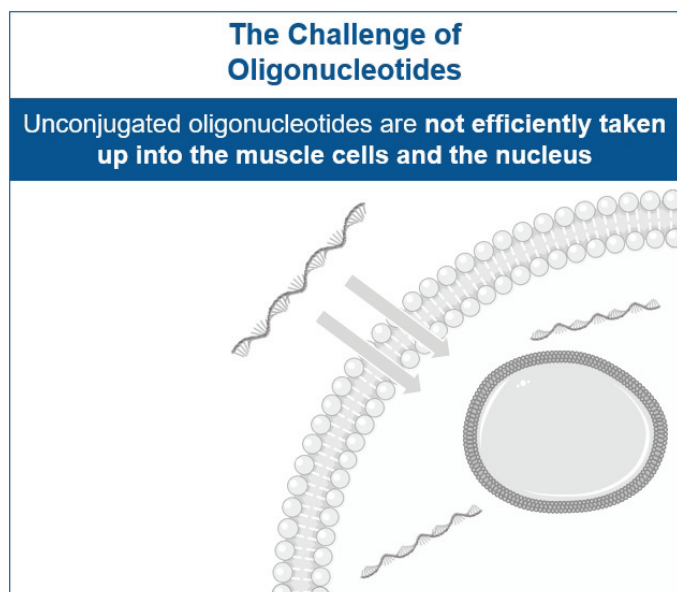 The Challenge of
Oligonucleotides
Unconjugated oligonucleotides are not efficiently taken
up into the muscle cells and the nucleus